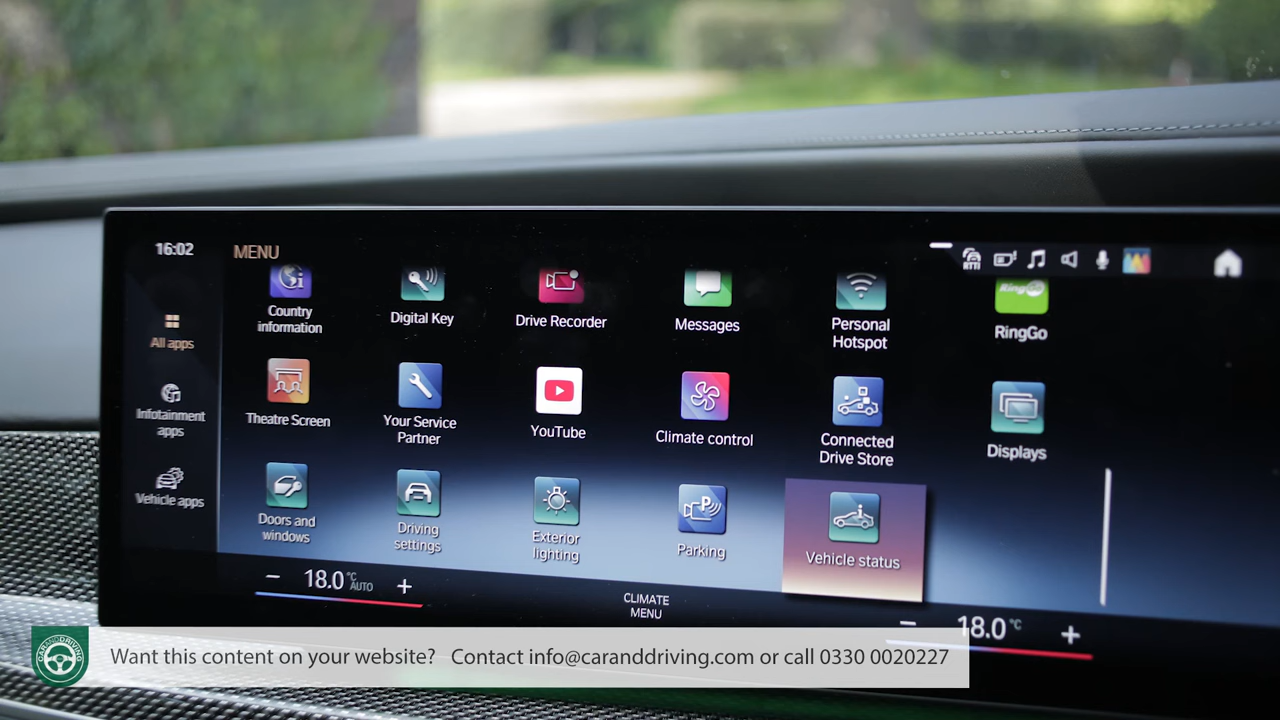 16:02
MENU
RTTI
Country
information
Digital Key
Drive Recorder
Messages
Personal
Hotspot
RingGo
RingGo
All apps
Theatre Screen
Your Service
Partner
YouTube
Climate control
Connected
Drive Store
Displays
Infotainment
apps
Vehicle apps
Doors and
windows
Driving
settings
Exterior
lighting
P
Parking
Vehicle status
− 18.0 °C AUTO +
CLIMATE
MENU
− 18.0 °C +
CARANDDRIVING
Want this content on your website? Contact info@caranddriving.com or call 0330 0020227